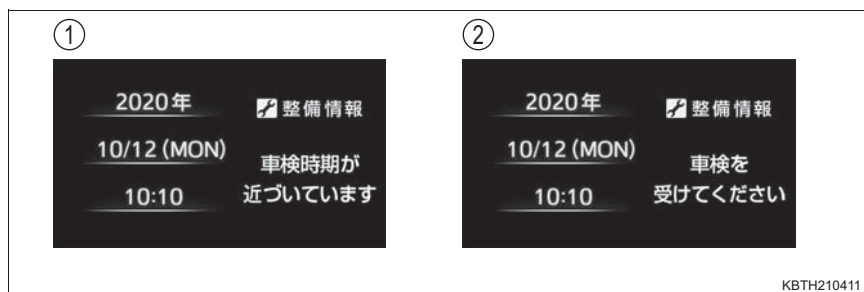 ①
2020年
整備情報
10/12 (MON)
車検時期が
10:10
近づいています
②
2020年
整備情報
10/12 (MON)
車検を
10:10
受けてください
KBTH210411